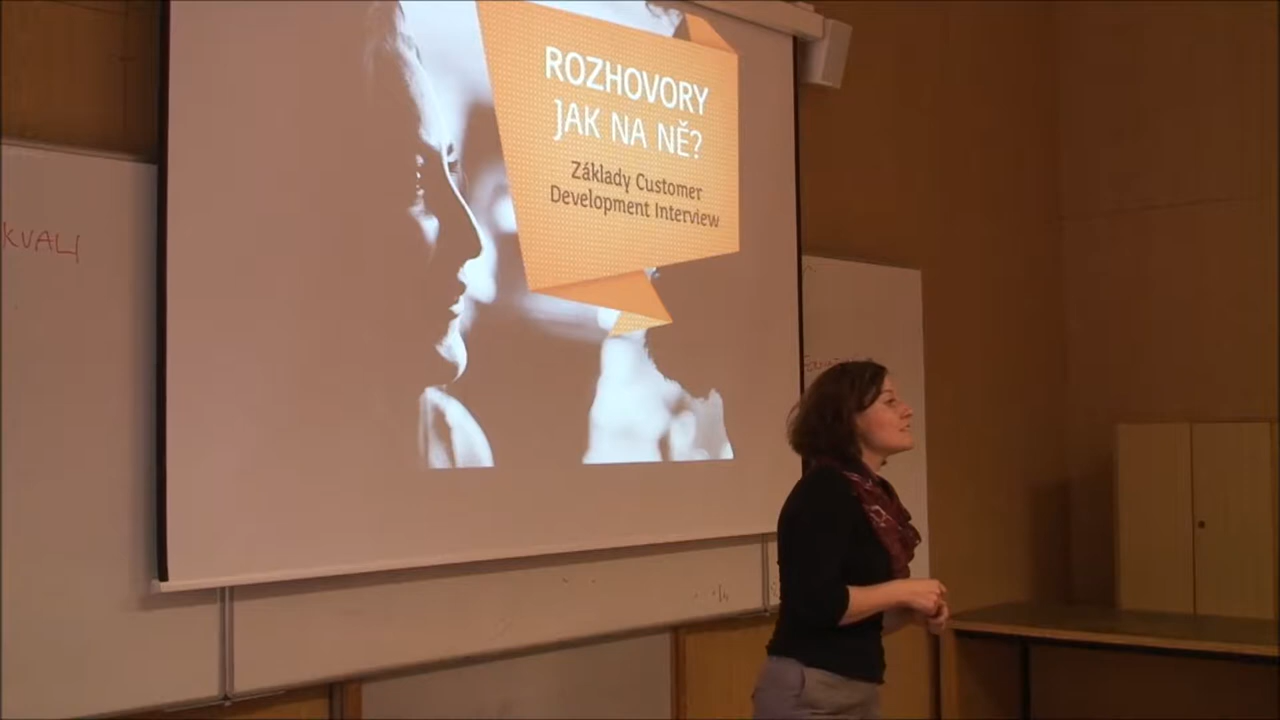 ROZHOVORY
JAK NA NĚ?
Základy Customer
Development Interview
KVALI